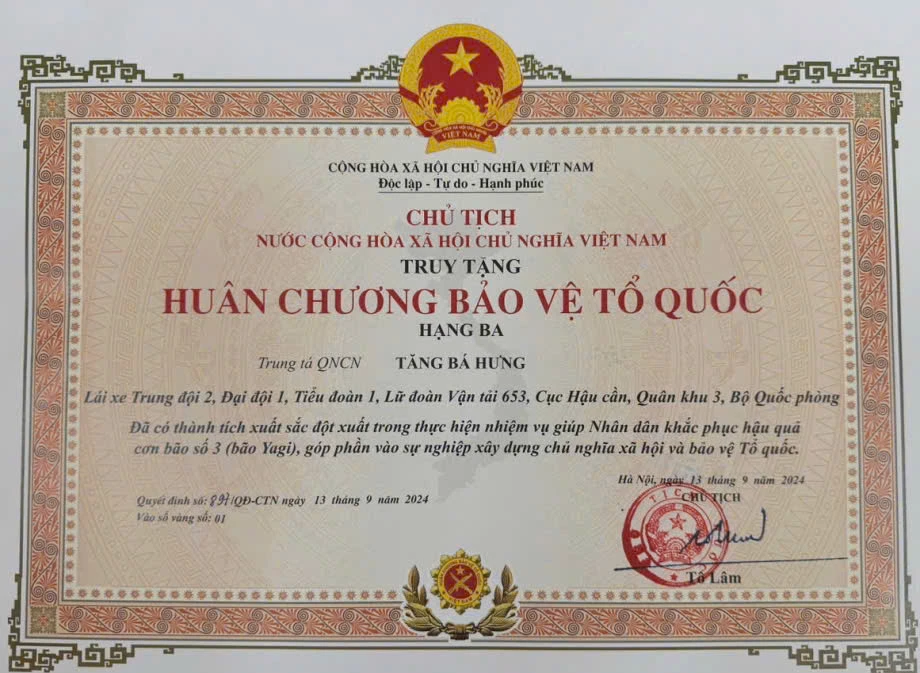 VIỆT NAM
CỘNG HÒA XÃ HỘI CHỦ NGHĨA VIỆT NAM
Độc lập - Tự do - Hạnh phúc
CHỦ TỊCH
NƯỚC CỘNG HÒA XÃ HỘI CHỦ NGHĨA VIỆT NAM
TRUY TẶNG
HUÂN CHƯƠNG BẢO VỆ TỔ QUỐC
HẠNG BA
Trung tá QNCN TĂNG BÁ HƯNG
Lái xe Trung đội 2, Đại đội 1, Tiểu đoàn 1, Lữ đoàn Vận tải 653, Cục Hậu cần, Quân khu 3, Bộ Quốc phòng
Đã có thành tích xuất sắc đột xuất trong thực hiện nhiệm vụ giúp Nhân dân khắc phục hậu quả
cơn bão số 3 (bão Yagi), góp phần vào sự nghiệp xây dựng chủ nghĩa xã hội và bảo vệ Tổ quốc.
Hà Nội, ngày 13 tháng 9 năm 2024
CHỦ TỊCH
Quyết định số: 897/QĐ-CTN ngày 13 tháng 9 năm 2024
Vào sổ vàng số: 01
Tô Lâm